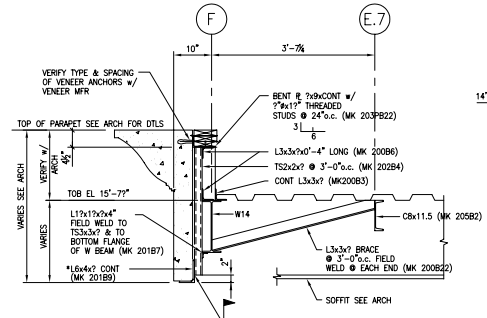 F
E.7
10"
3'-7¼
14"
VERIFY TYPE & SPACING
OF VENEER ANCHORS w/
VENEER MFR
TOP OF PARAPET SEE ARCH FOR DTLS
BENT ℄ ?x9xCONT w/
?"øx1?" THREADED
STUDS @ 24"o.c. (MK 203PB22)
3
6
VARIES SEE ARCH
VERIFY w/
ARCH
4½"
L3x3x?x0'-4" LONG (MK 200B6)
TS2x2x? @ 3'-0"o.c. (MK 202B4)
CONT L3x3x? (MK200B3)
TOB EL 15'-7?"
VARIES
W14
C8x11.5 (MK 205B2)
L1?x1?x?x4"
FIELD WELD TO
TS3x3x? & TO
BOTTOM FLANGE
OF W BEAM (MK 201B7)
L3x3x? BRACE
@ 3'-0"o.c. FIELD
WELD @ EACH END (MK 200B22)
*L6x4x? CONT
(MK 201B9)
2"
SOFFIT SEE ARCH